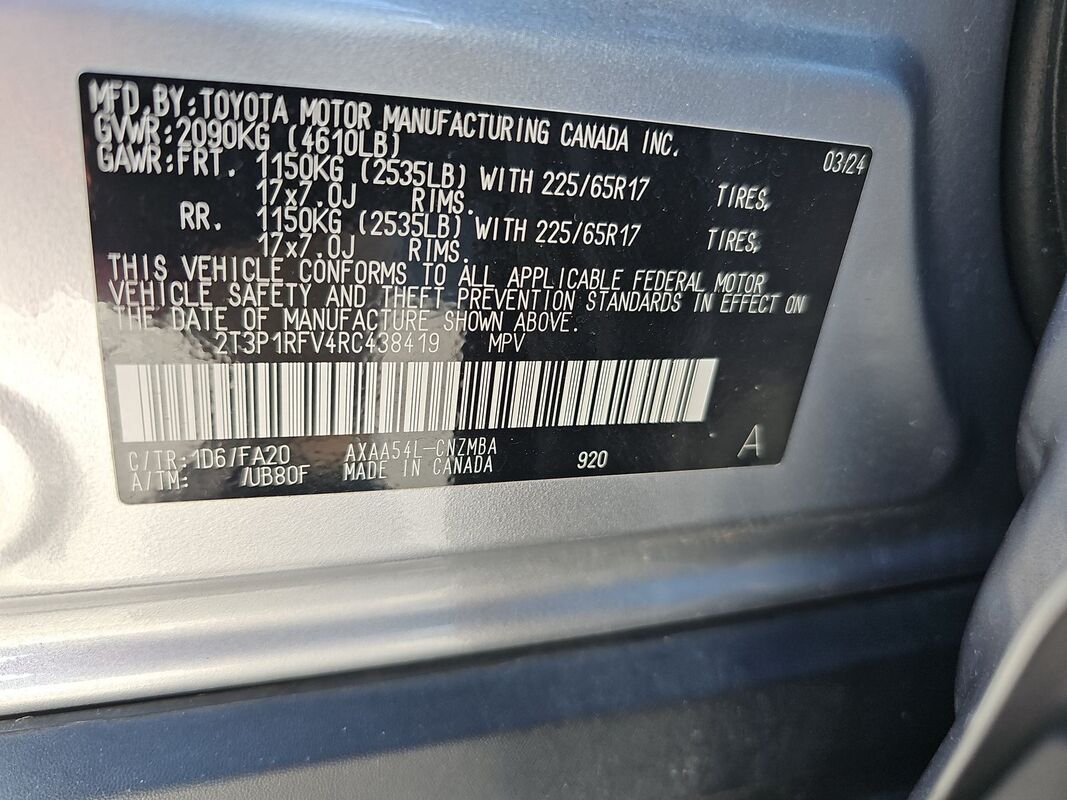 MFD.BY:TOYOTA MOTOR MANUFACTURING CANADA INC.
GVWR:2090KG (4610LB) 03/24
GAWR:FRT. 1150KG (2535LB) WITH 225/65R17 TIRES,
17x7.0J RIMS.
RR. 1150KG (2535LB) WITH 225/65R17 TIRES,
17x7.0J RIMS.
THIS VEHICLE CONFORMS TO ALL APPLICABLE FEDERAL MOTOR
VEHICLE SAFETY AND THEFT PREVENTION STANDARDS IN EFFECT ON
THE DATE OF MANUFACTURE SHOWN ABOVE.
2T3P1RFV4RC438419 MPV
C/TR:1D6/FA20 AXAA54L-CNZMBA
A/TM: /UB80F MADE IN CANADA 920 A